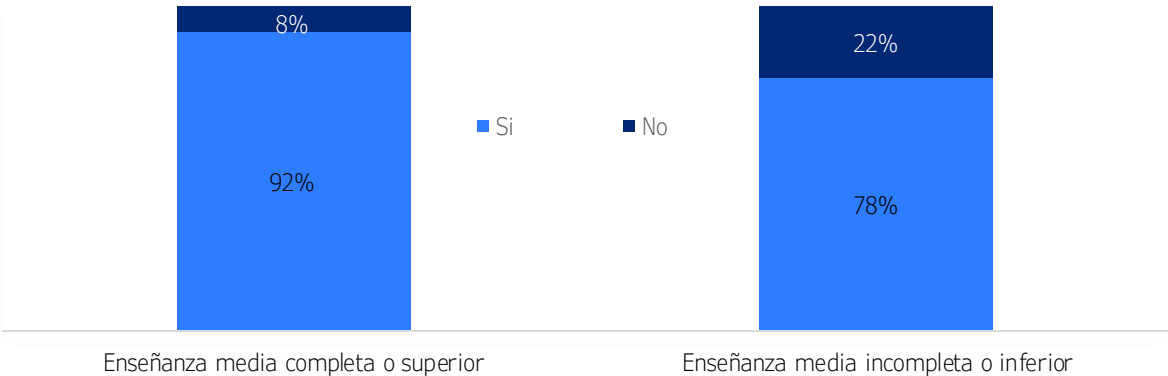 8%
22%
Si
No
92%
78%
Enseñanza media completa o superior
Enseñanza media incompleta o inferior